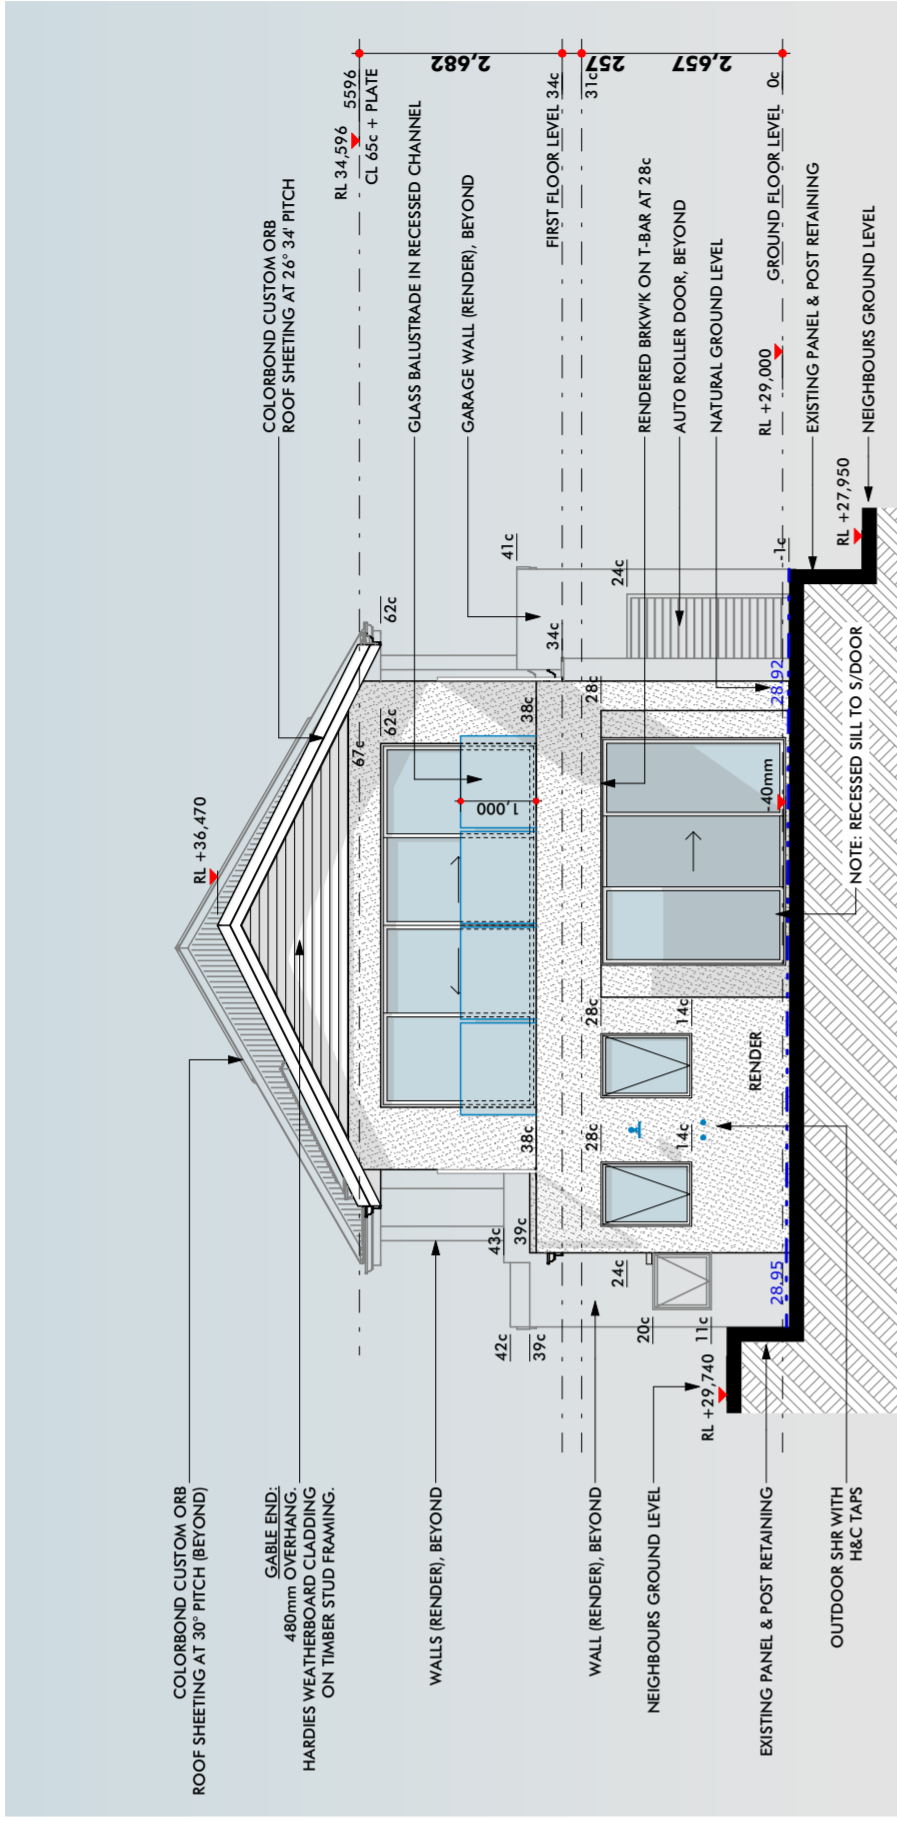 COLORBOND CUSTOM ORB
ROOF SHEETING AT 30° PITCH (BEYOND)
GABLE END:
480mm OVERHANG.
HARDIES WEATHERBOARD CLADDING
ON TIMBER STUD FRAMING.
WALLS (RENDER), BEYOND
WALL (RENDER), BEYOND
NEIGHBOURS GROUND LEVEL
EXISTING PANEL & POST RETAINING
OUTDOOR SHR WITH
H&C TAPS
RL +29,740
42c
39c
20c
11c
43c
39c
24c
28.95
RL +36,470
67c
62c
62c
38c
38c
1,000
28c
14c
28c
14c
28c
RENDER
-40mm
28.92
NOTE: RECESSED SILL TO S/DOOR
34c
41c
24c
-1c
RL +27,950
COLORBOND CUSTOM ORB
ROOF SHEETING AT 26° 34' PITCH
RL 34,596
5596
CL 65c + PLATE
GLASS BALUSTRADE IN RECESSED CHANNEL
GARAGE WALL (RENDER), BEYOND
FIRST FLOOR LEVEL
34c
31c
RENDERED BRKWK ON T-BAR AT 28c
AUTO ROLLER DOOR, BEYOND
NATURAL GROUND LEVEL
RL +29,000
GROUND FLOOR LEVEL
0c
EXISTING PANEL & POST RETAINING
NEIGHBOURS GROUND LEVEL
2,682
257
2,657